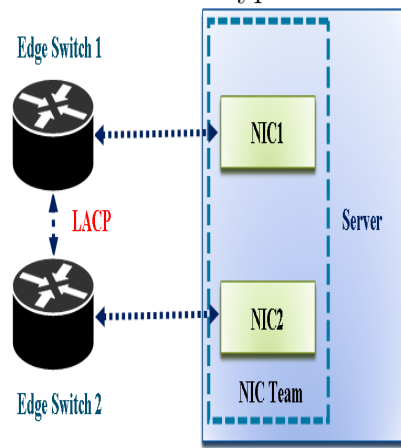 Edge Switch 1
NIC1
LACP
Server
NIC2
NIC Team
Edge Switch 2